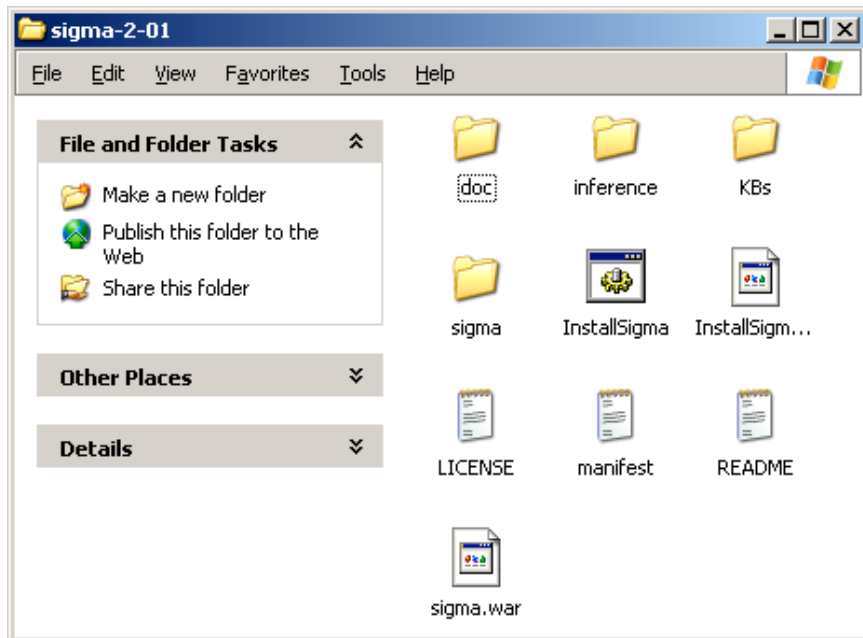 sigma-2-01
File Edit View Favorites Tools Help
File and Folder Tasks
Make a new folder
Publish this folder to the
Web
Share this folder
Other Places
Details
doc inference KBs
sigma InstallSigma InstallSigm...
LICENSE manifest README
sigma.war